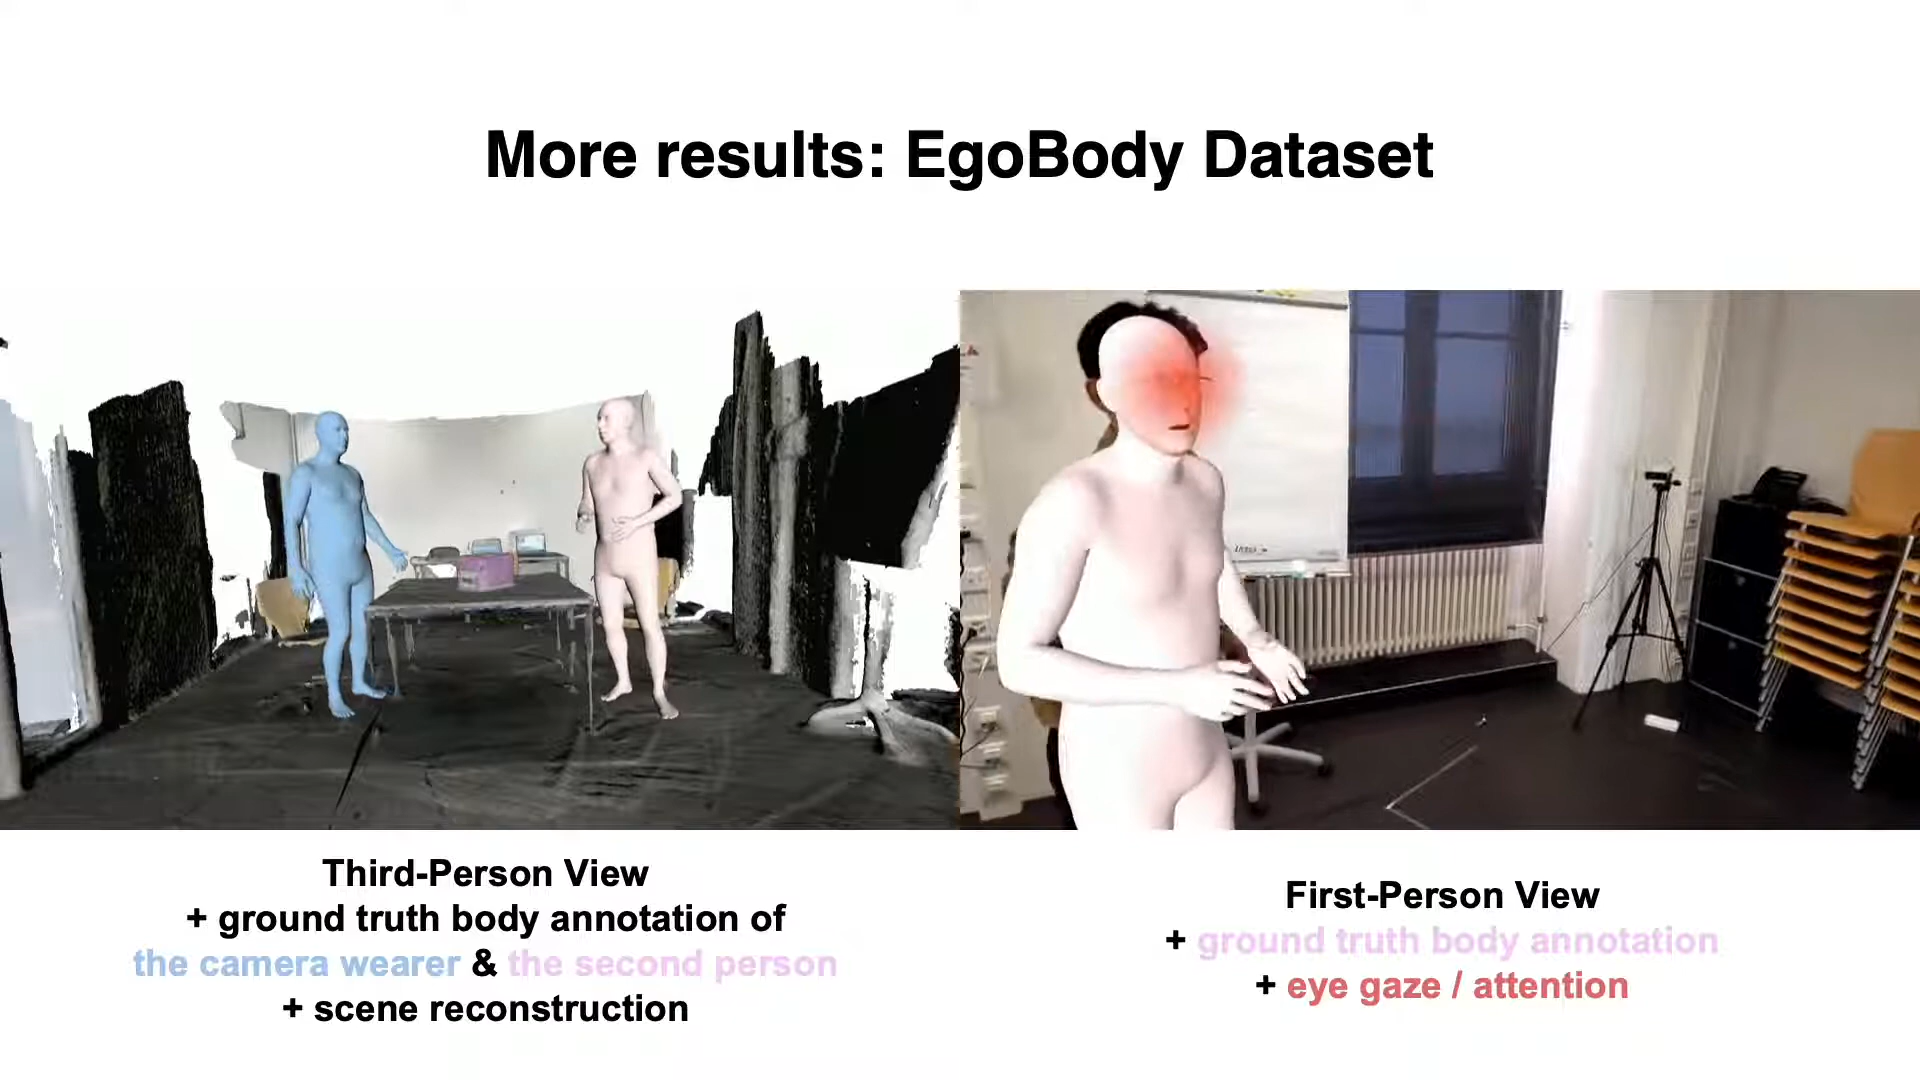 More results: EgoBody Dataset
Third-Person View
+ ground truth body annotation of
the camera wearer & the second person
+ scene reconstruction
First-Person View
+ ground truth body annotation
+ eye gaze / attention